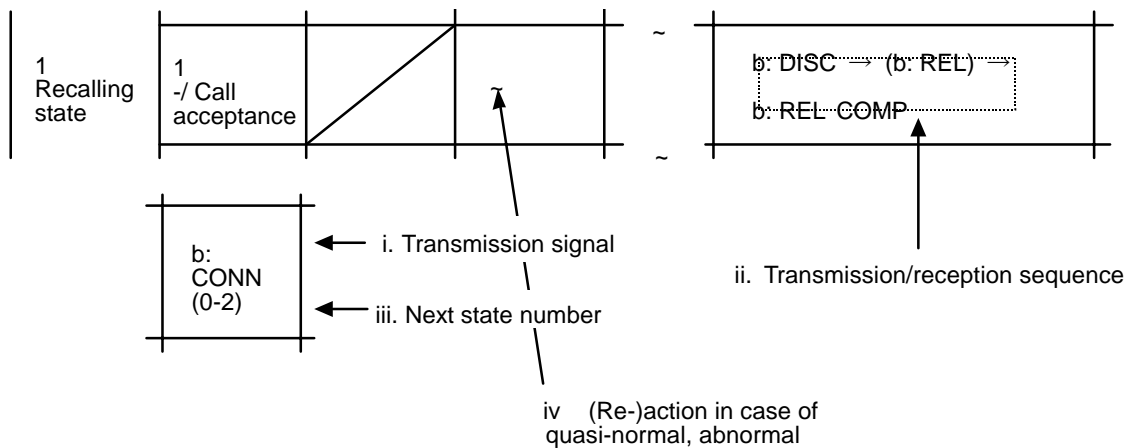 1
Recalling
state
1
-/ Call
acceptance
~
~
~
b: DISC → (b: REL) →
b: REL COMP
b:
CONN
(0-2)
i. Transmission signal
iii. Next state number
ii. Transmission/reception sequence
iv (Re-)action in case of
quasi-normal, abnormal